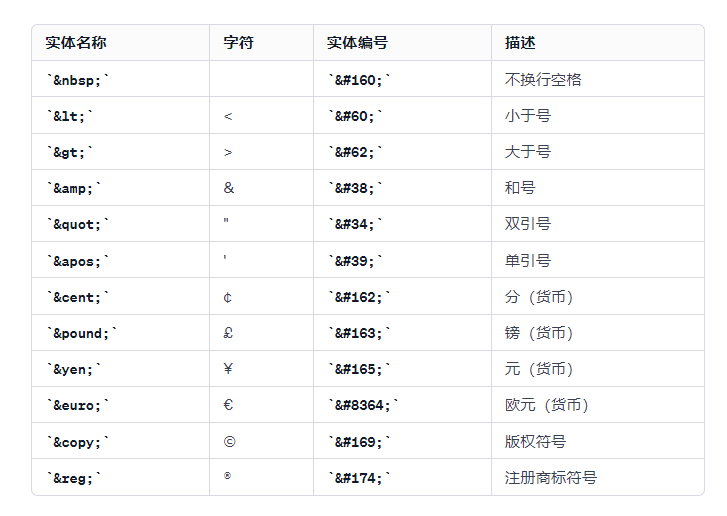 实体名称 字符 实体编号 描述
`&nbsp;` `&#160;` 不换行空格
`&lt;` < `&#60;` 小于号
`&gt;` > `&#62;` 大于号
`&amp;` & `&#38;` 和号
`&quot;` " `&#34;` 双引号
`&apos;` ' `&#39;` 单引号
`&cent;` ¢ `&#162;` 分（货币）
`&pound;` £ `&#163;` 镑（货币）
`&yen;` ¥ `&#165;` 元（货币）
`&euro;` € `&#8364;` 欧元（货币）
`&copy;` © `&#169;` 版权符号
`&reg;` ® `&#174;` 注册商标符号